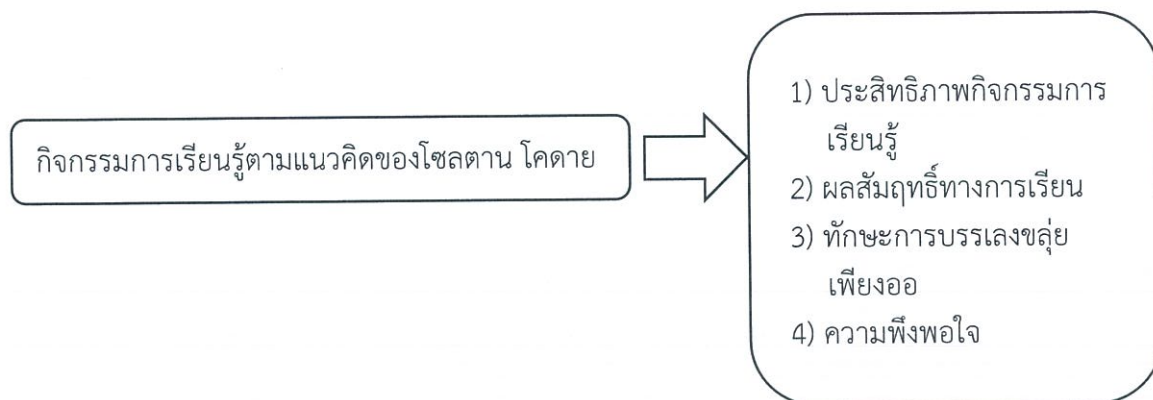 กิจกรรมการเรียนรู้ตามแนวคิดของโซลตาน โคดาย
1) ประสิทธิภาพกิจกรรมการ
เรียนรู้
2) ผลสัมฤทธิ์ทางการเรียน
3) ทักษะการบรรเลงขลุ่ย
เพียงออ
4) ความพึงพอใจ